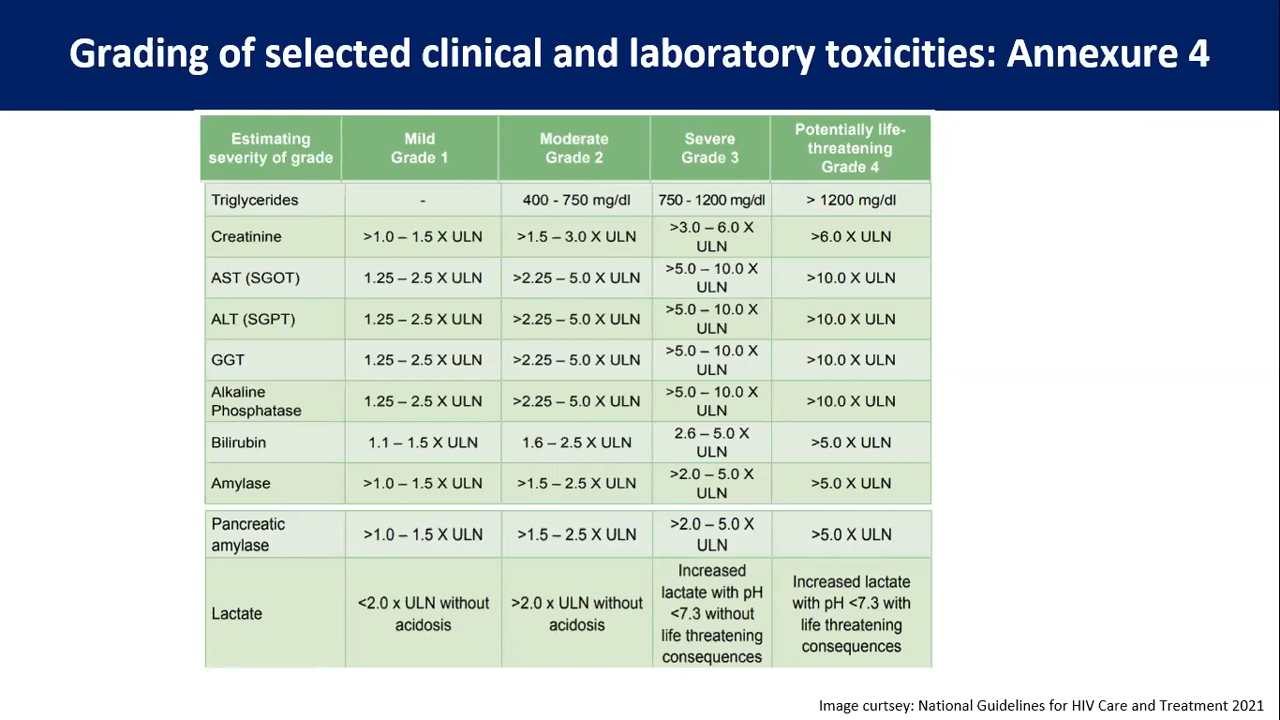 Grading of selected clinical and laboratory toxicities: Annexure 4
Estimating severity of grade | Mild Grade 1 | Moderate Grade 2 | Severe Grade 3 | Potentially life-threatening Grade 4
Triglycerides | - | 400 - 750 mg/dl | 750 - 1200 mg/dl | > 1200 mg/dl
Creatinine | >1.0 – 1.5 X ULN | >1.5 – 3.0 X ULN | >3.0 – 6.0 X ULN | >6.0 X ULN
AST (SGOT) | 1.25 – 2.5 X ULN | >2.25 – 5.0 X ULN | >5.0 – 10.0 X ULN | >10.0 X ULN
ALT (SGPT) | 1.25 – 2.5 X ULN | >2.25 – 5.0 X ULN | >5.0 – 10.0 X ULN | >10.0 X ULN
GGT | 1.25 – 2.5 X ULN | >2.25 – 5.0 X ULN | >5.0 – 10.0 X ULN | >10.0 X ULN
Alkaline Phosphatase | 1.25 – 2.5 X ULN | >2.25 – 5.0 X ULN | >5.0 – 10.0 X ULN | >10.0 X ULN
Bilirubin | 1.1 – 1.5 X ULN | 1.6 – 2.5 X ULN | 2.6 – 5.0 X ULN | >5.0 X ULN
Amylase | >1.0 – 1.5 X ULN | >1.5 – 2.5 X ULN | >2.0 – 5.0 X ULN | >5.0 X ULN
Pancreatic amylase | >1.0 – 1.5 X ULN | >1.5 – 2.5 X ULN | >2.0 – 5.0 X ULN | >5.0 X ULN
Lactate | <2.0 x ULN without acidosis | >2.0 x ULN without acidosis | Increased lactate with pH <7.3 without life threatening consequences | Increased lactate with pH <7.3 with life threatening consequences
Image curtsey: National Guidelines for HIV Care and Treatment 2021